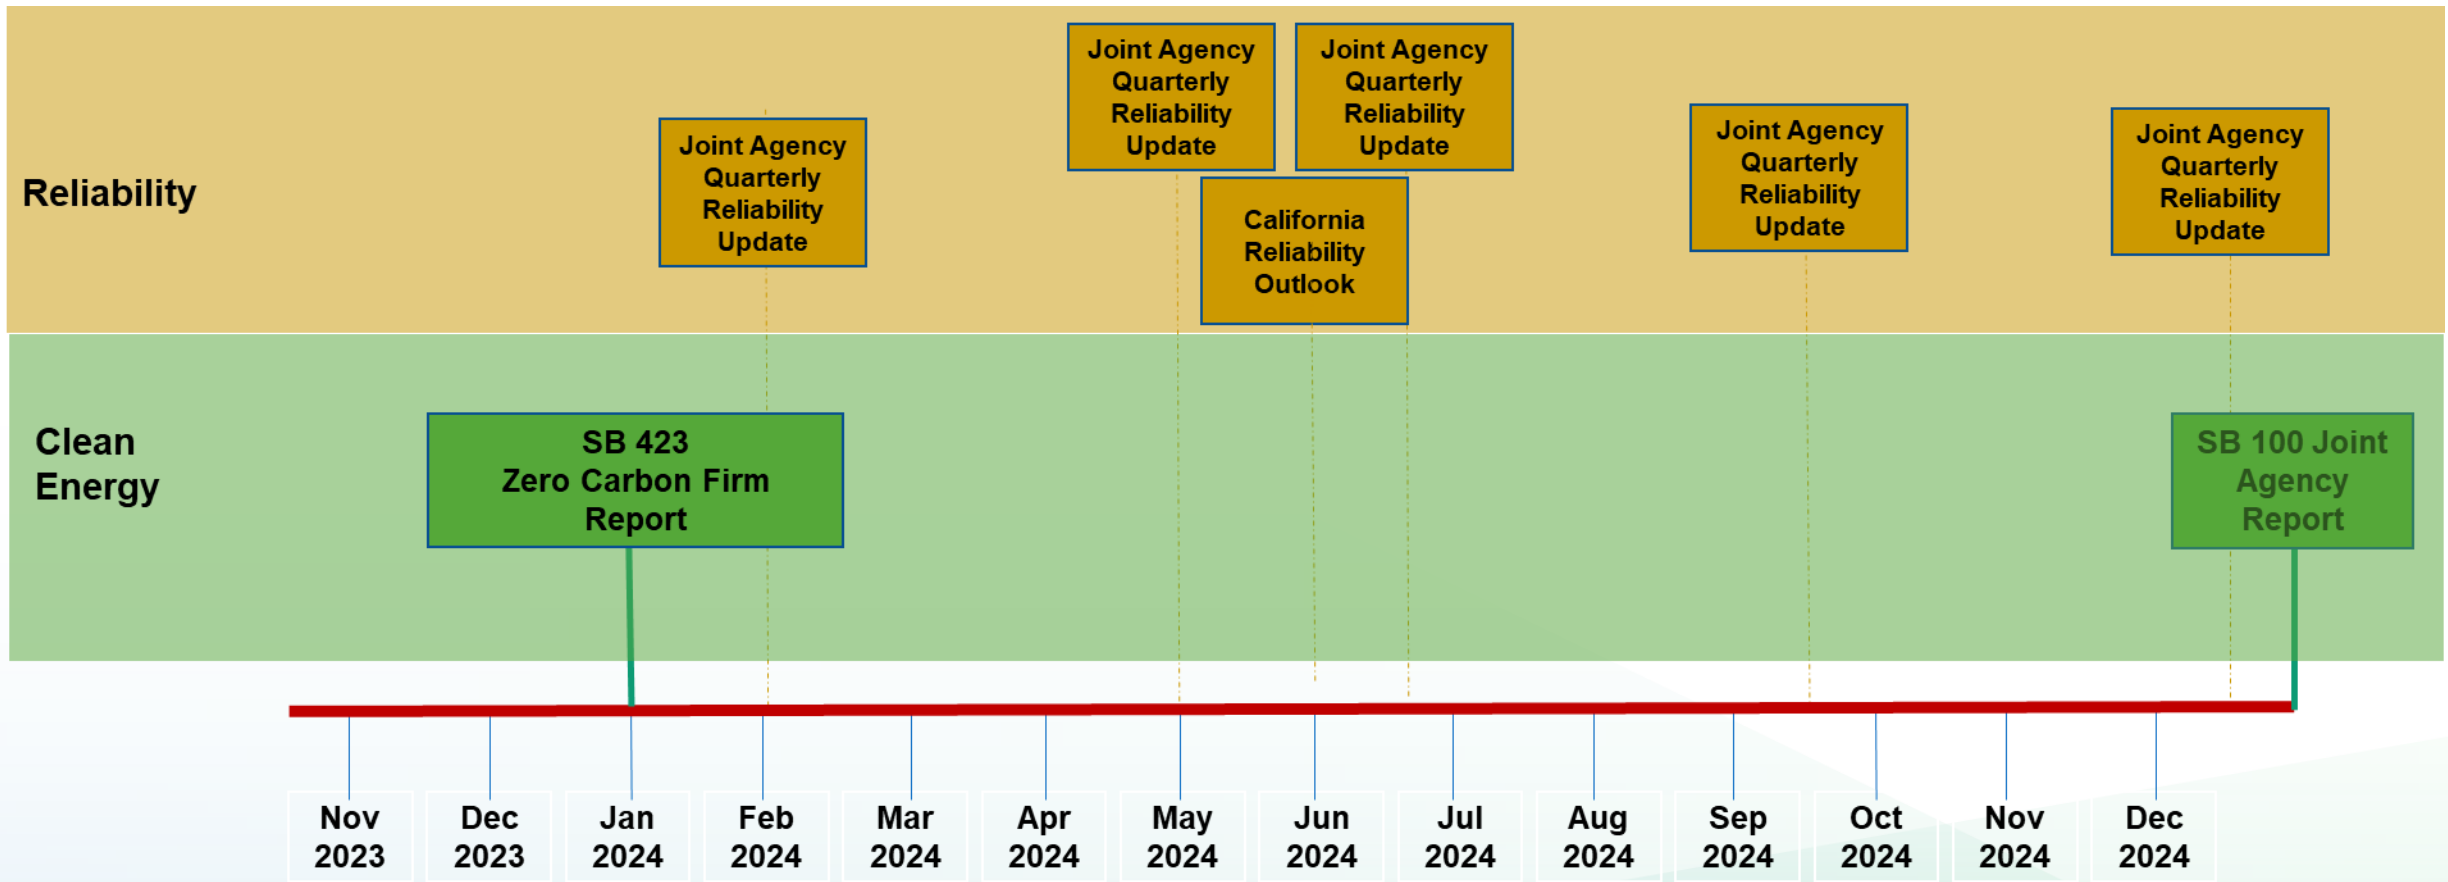 Reliability
Joint Agency
Quarterly
Reliability
Update
Joint Agency
Quarterly
Reliability
Update
Joint Agency
Quarterly
Reliability
Update
California
Reliability
Outlook
Joint Agency
Quarterly
Reliability
Update
Joint Agency
Quarterly
Reliability
Update
Clean
Energy
SB 423
Zero Carbon Firm
Report
SB 100 Joint
Agency
Report
Nov
2023
Dec
2023
Jan
2024
Feb
2024
Mar
2024
Apr
2024
May
2024
Jun
2024
Jul
2024
Aug
2024
Sep
2024
Oct
2024
Nov
2024
Dec
2024